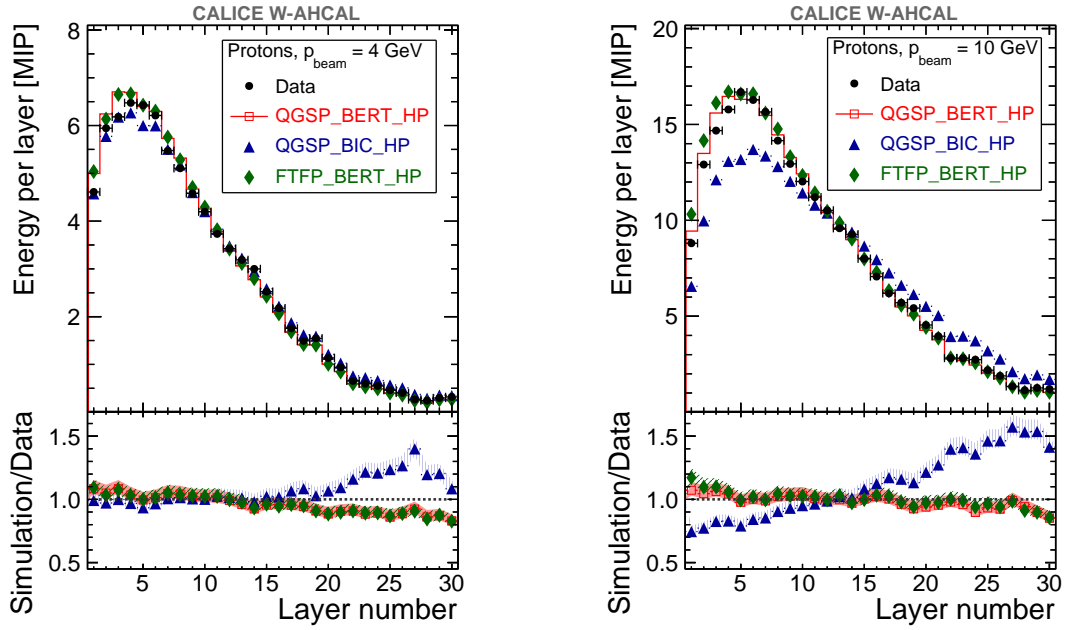 CALICE W-AHCAL
Energy per layer [MIP]
8
6
4
2
Protons, p_beam = 4 GeV
Data
QGSP_BERT_HP
QGSP_BIC_HP
FTFP_BERT_HP
Simulation/Data
1.5
1.0
0.5
5 10 15 20 25 30
Layer number
CALICE W-AHCAL
Energy per layer [MIP]
20
15
10
5
Protons, p_beam = 10 GeV
Data
QGSP_BERT_HP
QGSP_BIC_HP
FTFP_BERT_HP
Simulation/Data
1.5
1.0
0.5
5 10 15 20 25 30
Layer number